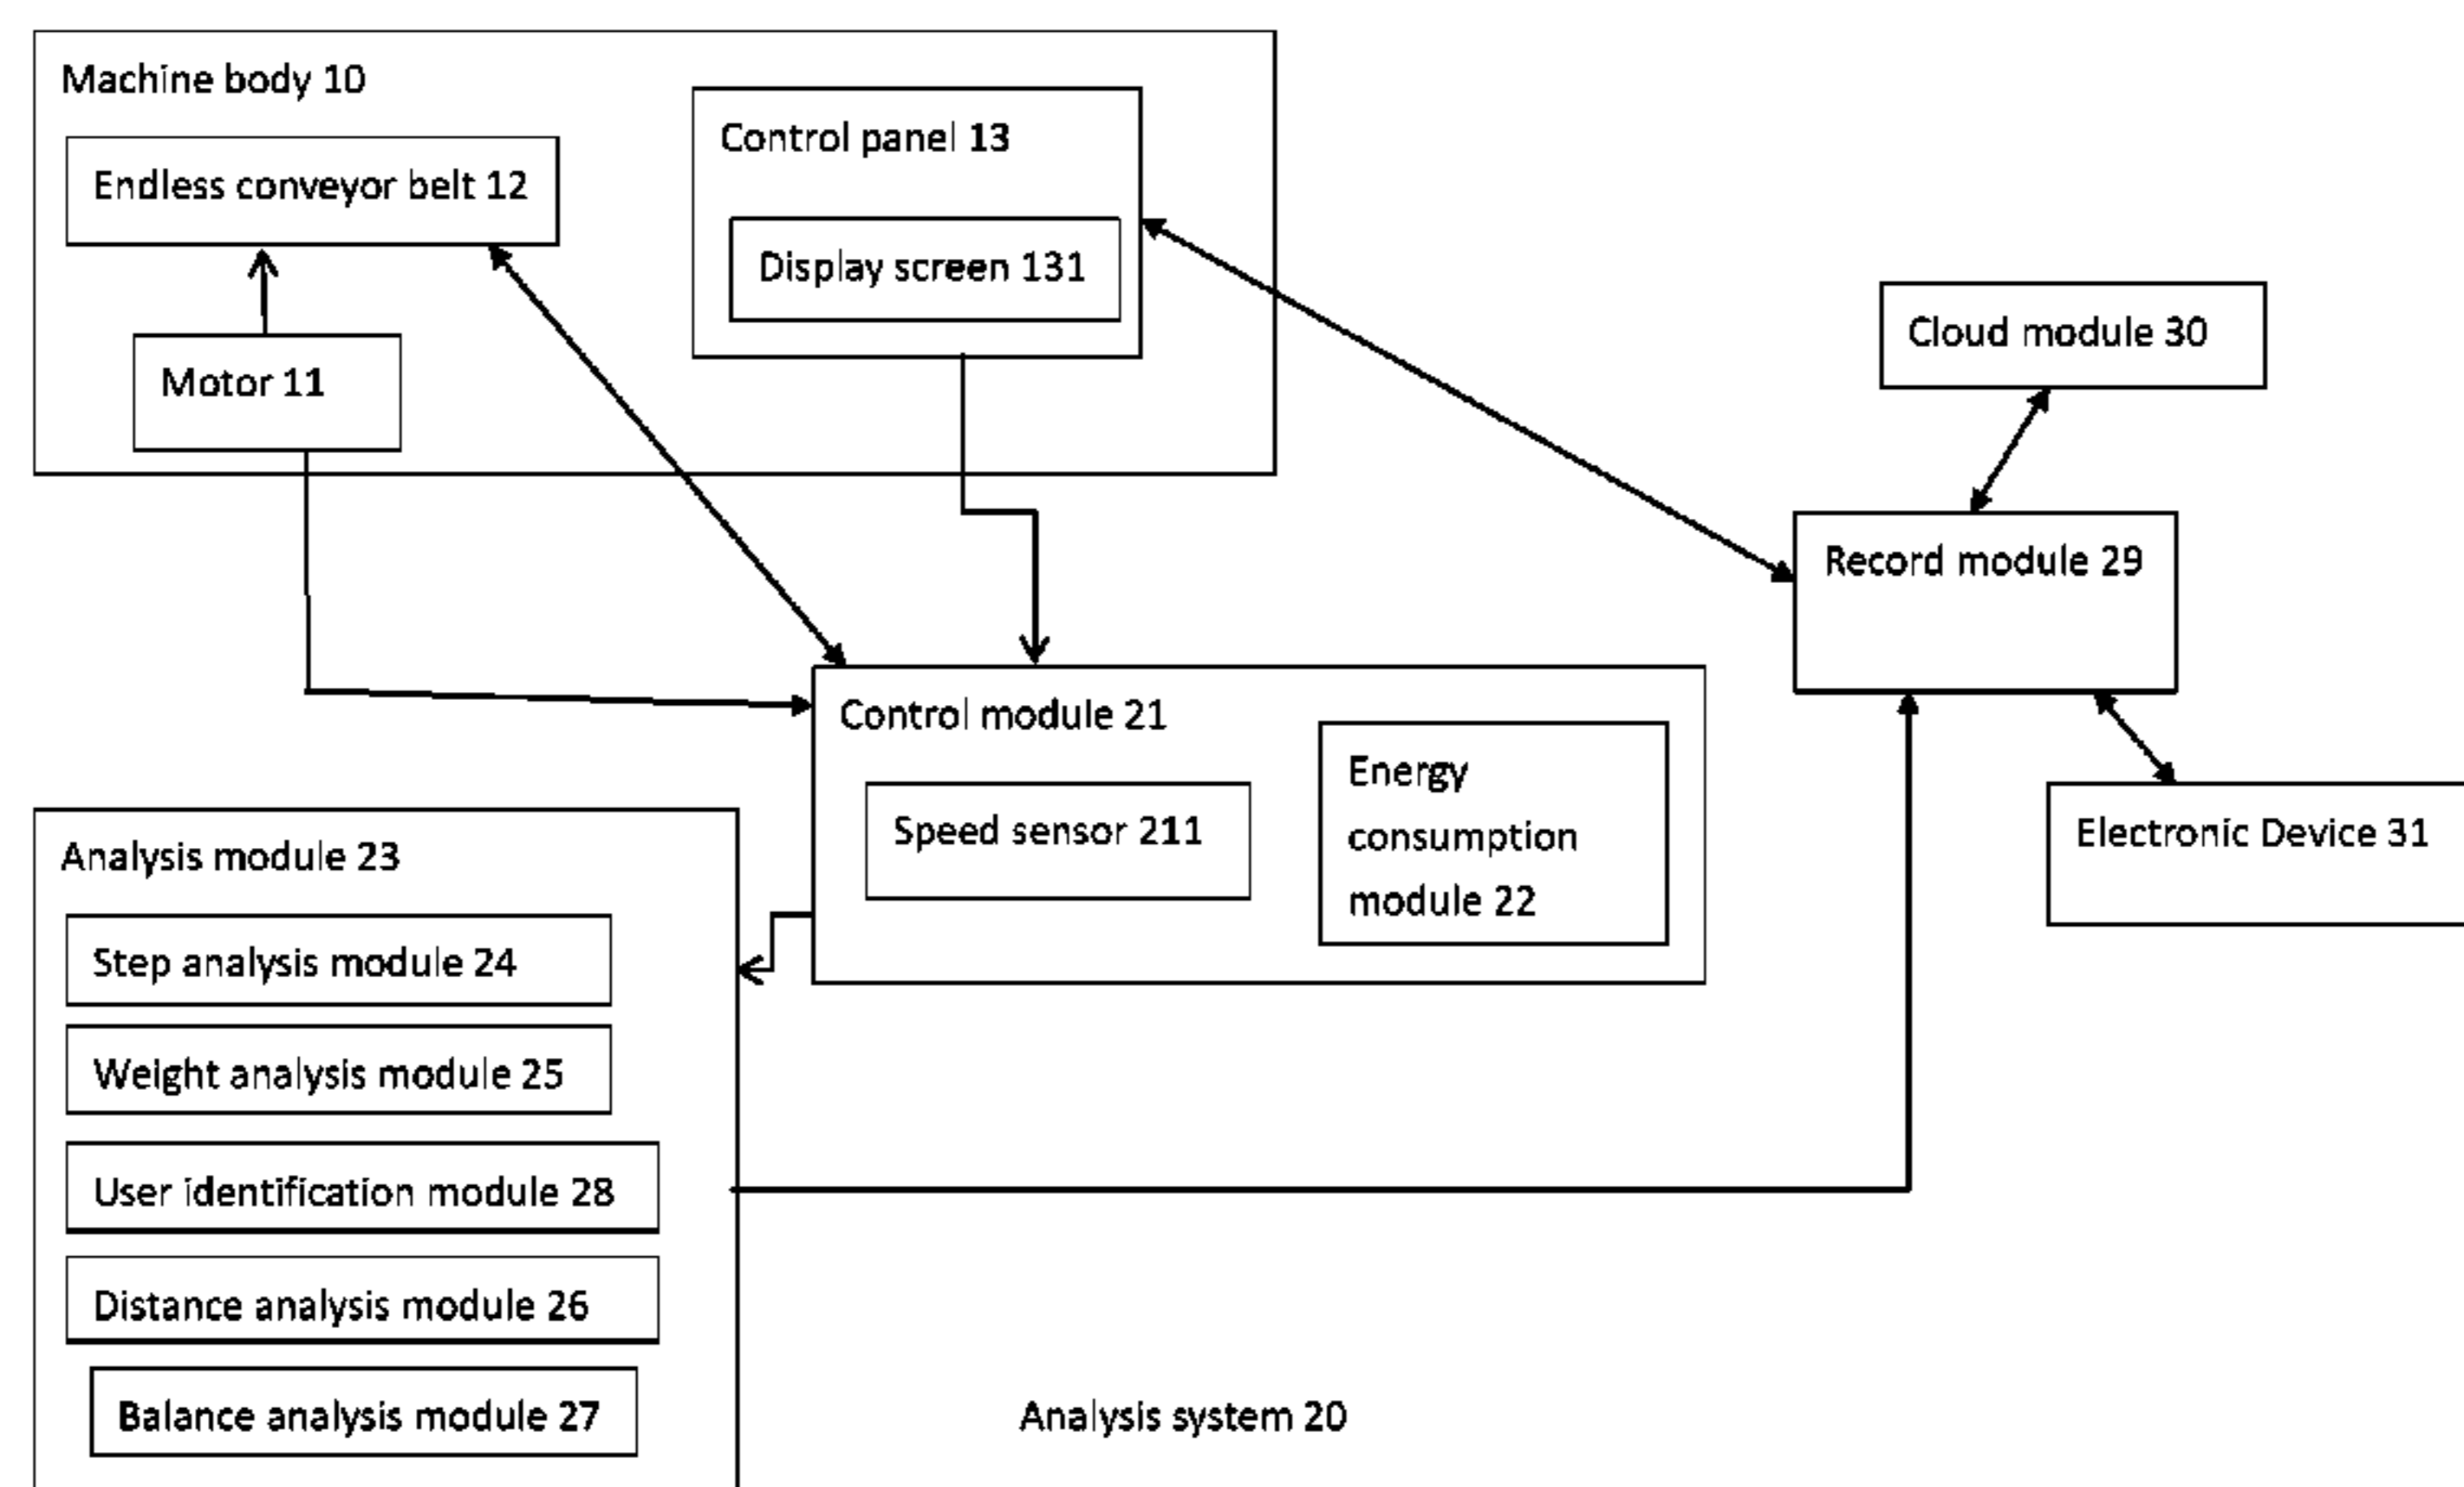 Machine body 10
Endless conveyor belt 12
Motor 11
Control panel 13
Display screen 131
Cloud module 30
Record module 29
Electronic Device 31
Control module 21
Speed sensor 211
Energy
consumption
module 22
Analysis module 23
Step analysis module 24
Weight analysis module 25
User identification module 28
Distance analysis module 26
Balance analysis module 27
Analysis system 20